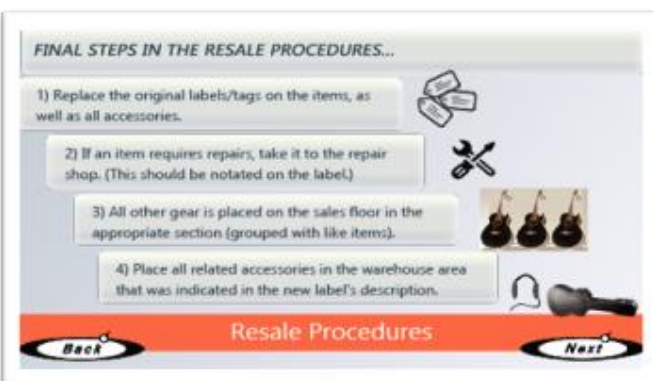 FINAL STEPS IN THE RESALE PROCEDURES...
1) Replace the original labels/tags on the items, as
well as all accessories.
2) If an item requires repairs, take it to the repair
shop. (This should be notated on the label.)
3) All other gear is placed on the sales floor in the
appropriate section (grouped with like items).
4) Place all related accessories in the warehouse area
that was indicated in the new label's description.
Resale Procedures
Back
Next